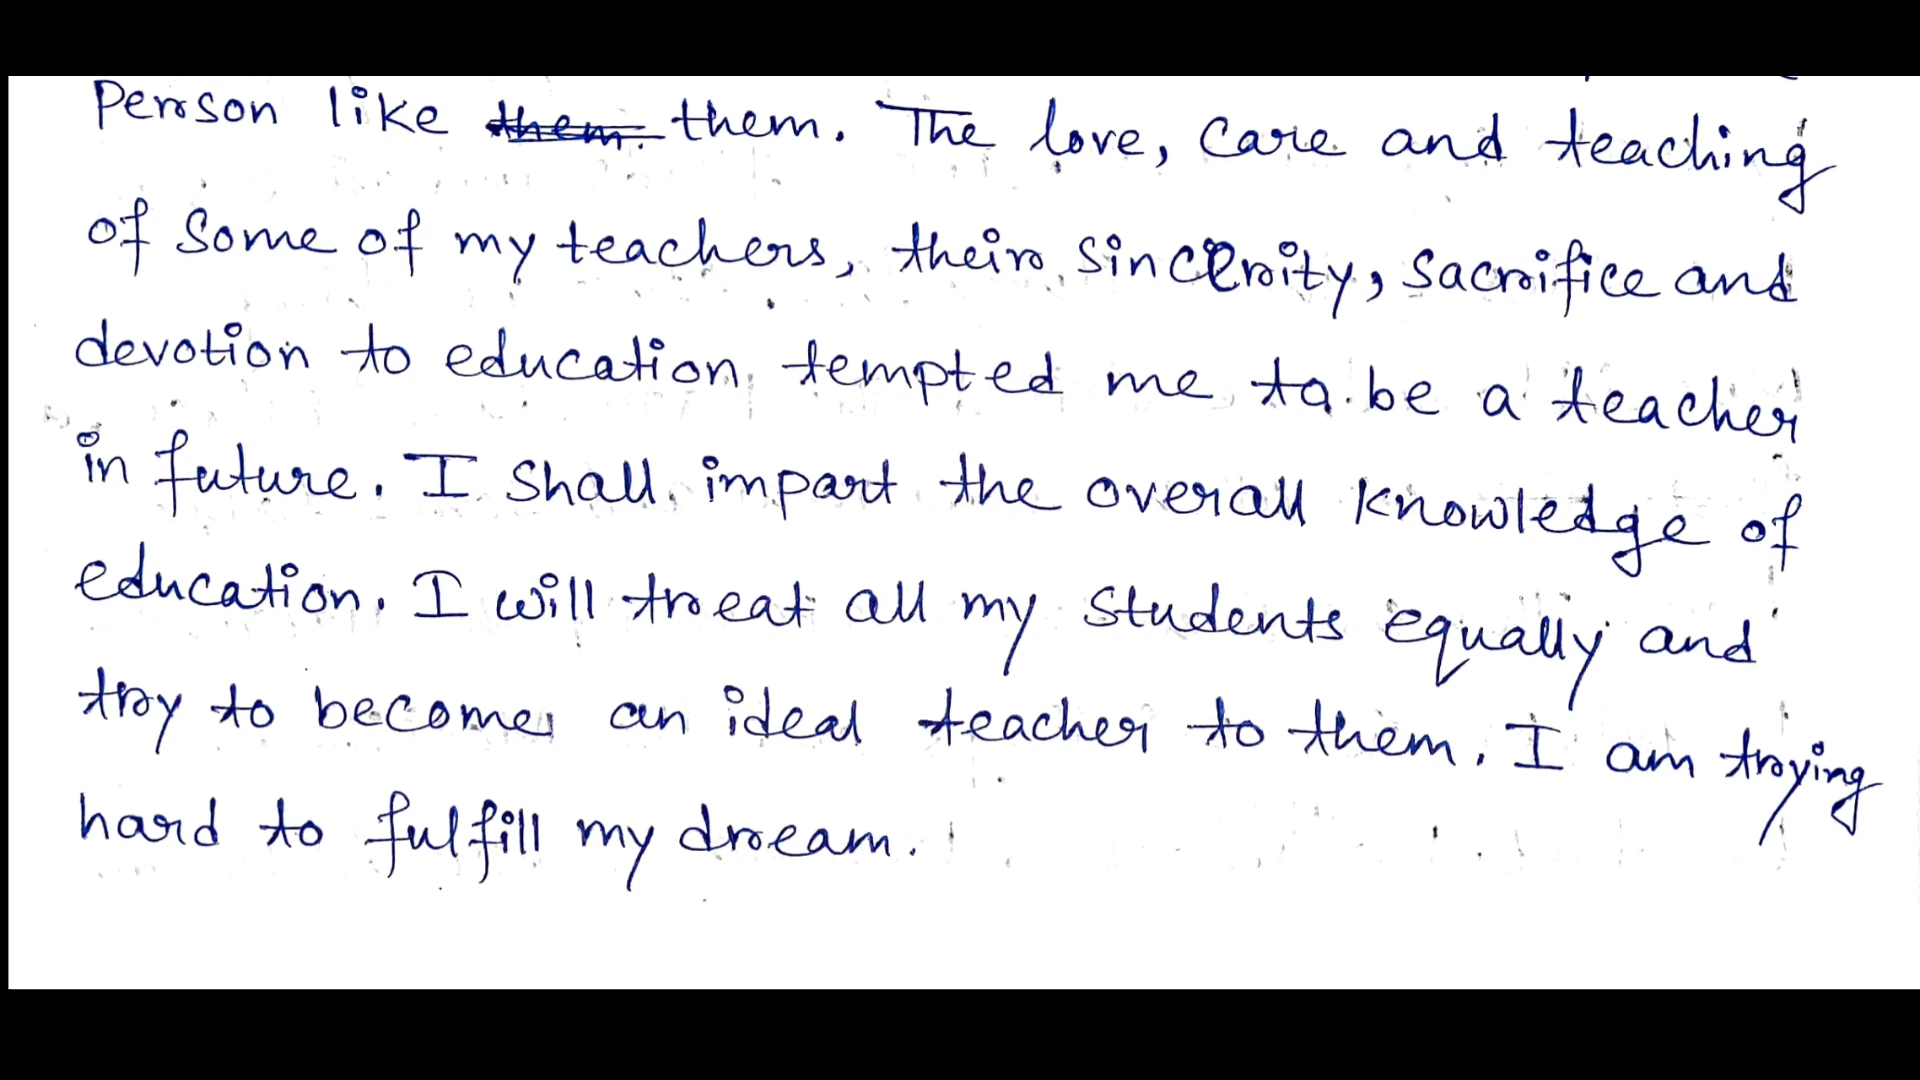 Person like ~~them.~~ them. The love, care and teaching
of some of my teachers, their sincerity, sacrifice and
devotion to education tempted me to be a teacher
in future. I shall impart the overall knowledge of
education. I will treat all my students equally and
try to become an ideal teacher to them. I am trying
hard to fulfill my dream.